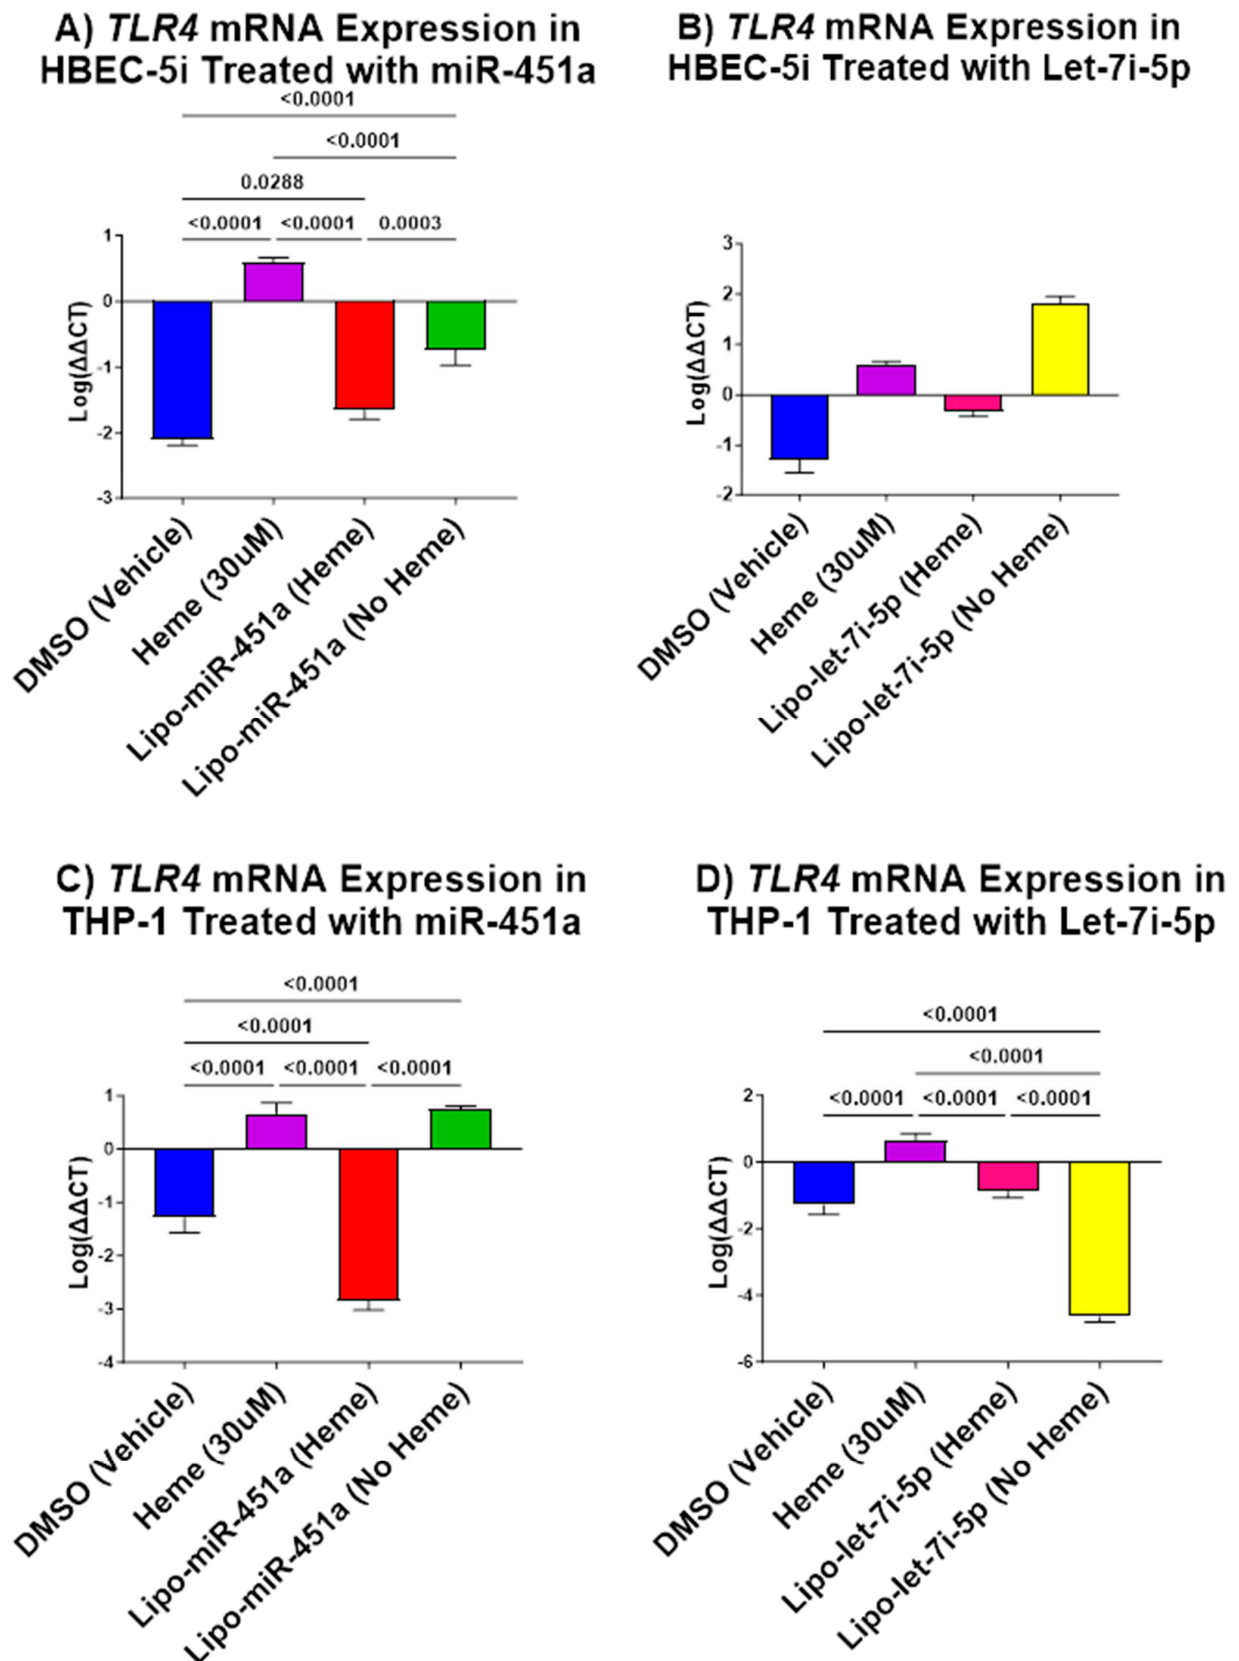 A) TLR4 mRNA Expression in
HBEC-5i Treated with miR-451a
<0.0001
<0.0001
0.0288
<0.0001 <0.0001 0.0003
1
0
-1
-2
-3
Log(ΔΔCT)
DMSO (Vehicle)
Heme (30uM)
Lipo-miR-451a (Heme)
Lipo-miR-451a (No Heme)
B) TLR4 mRNA Expression in
HBEC-5i Treated with Let-7i-5p
3
2
1
0
-1
-2
Log(ΔΔCT)
DMSO (Vehicle)
Heme (30uM)
Lipo-let-7i-5p (Heme)
Lipo-let-7i-5p (No Heme)
C) TLR4 mRNA Expression in
THP-1 Treated with miR-451a
<0.0001
<0.0001
<0.0001 <0.0001 <0.0001
1
0
-1
-2
-3
-4
Log(ΔΔCT)
DMSO (Vehicle)
Heme (30uM)
Lipo-miR-451a (Heme)
Lipo-miR-451a (No Heme)
D) TLR4 mRNA Expression in
THP-1 Treated with Let-7i-5p
<0.0001
<0.0001
<0.0001 <0.0001 <0.0001
2
0
-2
-4
-6
Log(ΔΔCT)
DMSO (Vehicle)
Heme (30uM)
Lipo-let-7i-5p (Heme)
Lipo-let-7i-5p (No Heme)